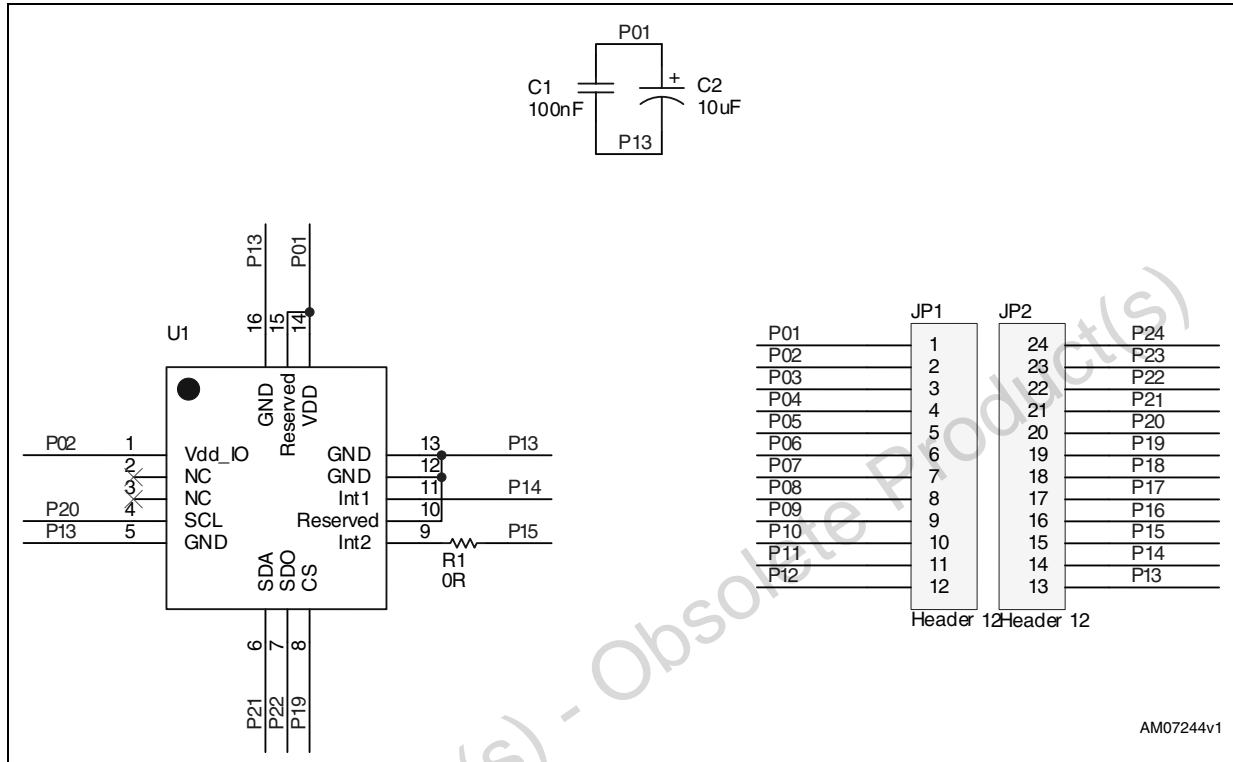 P01
C1
100nF
+
C2
10uF
P13
P13
P01
16
15
14
U1
GND
Reserved
VDD
P02
1
Vdd_IO
2
NC
3
NC
P20
4
SCL
P13
5
GND
GND
13
P13
GND
12
Int1
11
P14
Reserved
10
Int2
9
P15
R1
0R
SDA
SDO
CS
6
7
8
P21
P22
P19
JP1
JP2
P01 1 24 P24
P02 2 23 P23
P03 3 22 P22
P04 4 21 P21
P05 5 20 P20
P06 6 19 P19
P07 7 18 P18
P08 8 17 P17
P09 9 16 P16
P10 10 15 P15
P11 11 14 P14
P12 12 13 P13
Header 12
Header 12
(s) - Obsolete Product(s)
AM07244v1